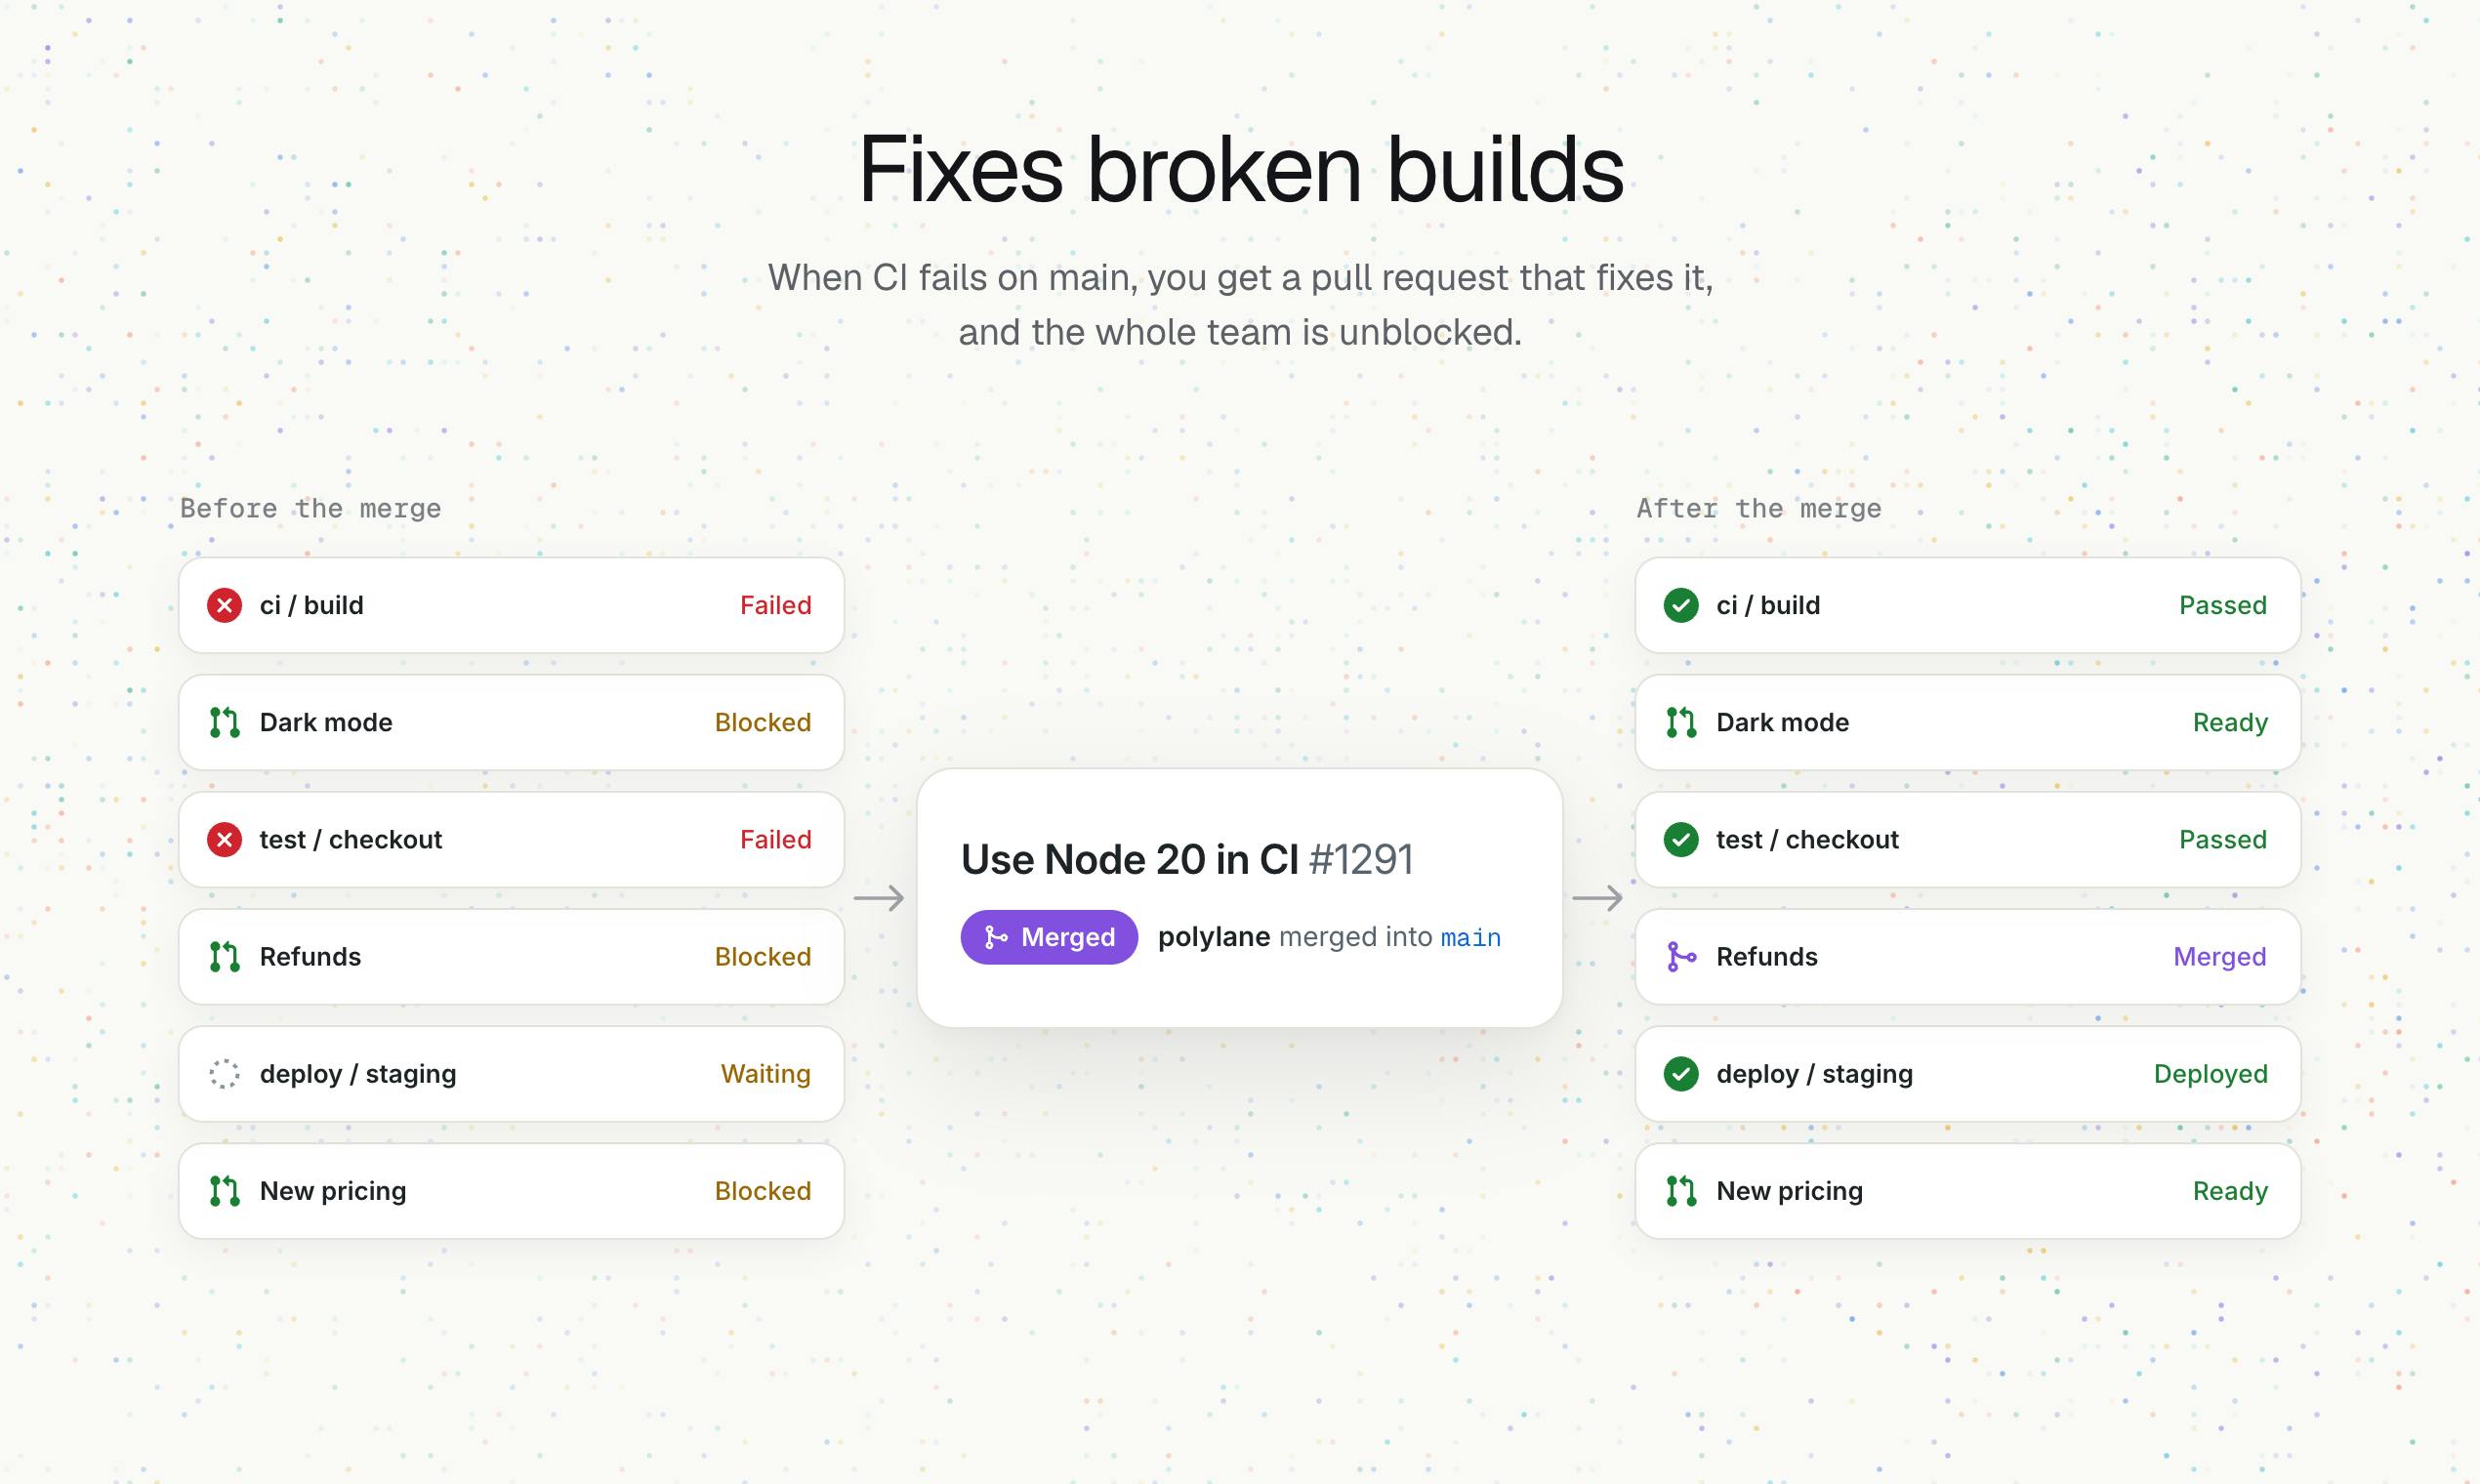 Fixes broken builds
When CI fails on main, you get a pull request that fixes it,
and the whole team is unblocked.
Before the merge
ci / build Failed
Dark mode Blocked
test / checkout Failed
Refunds Blocked
deploy / staging Waiting
New pricing Blocked
Use Node 20 in CI #1291
Merged polylane merged into main
After the merge
ci / build Passed
Dark mode Ready
test / checkout Passed
Refunds Merged
deploy / staging Deployed
New pricing Ready